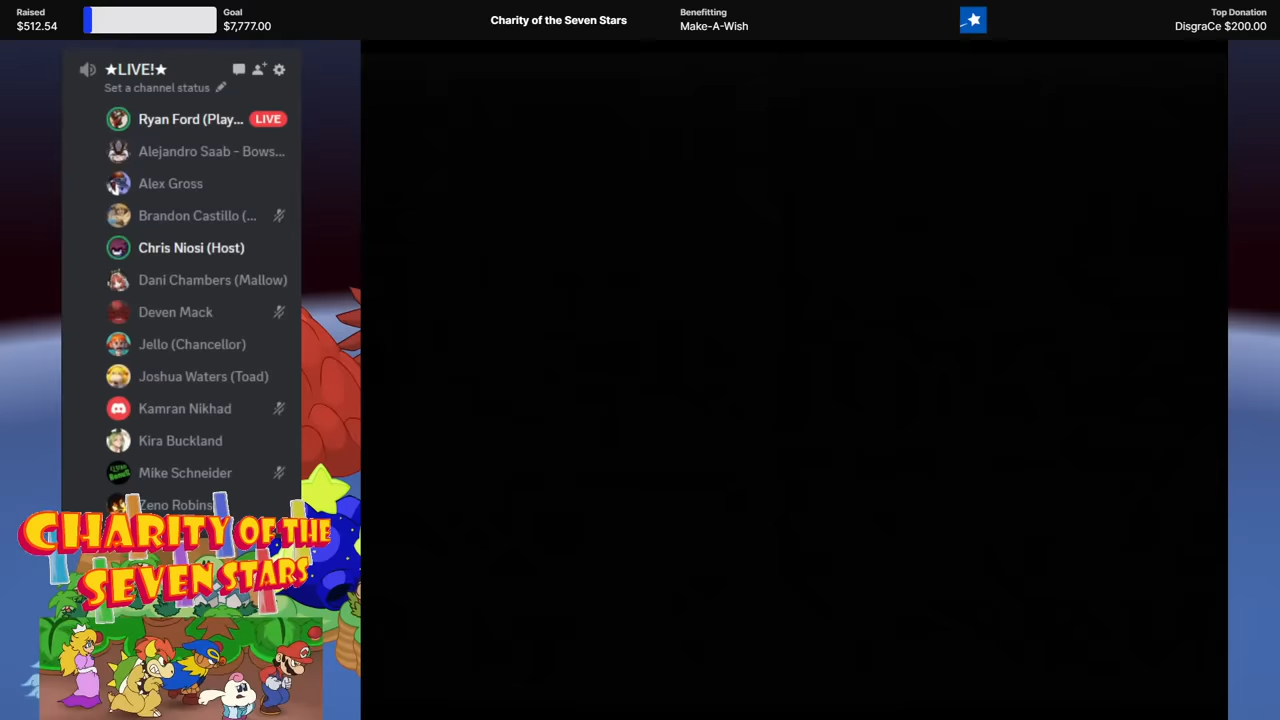 Raised
$512.54
Goal
$7,777.00
Charity of the Seven Stars
Benefitting
Make-A-Wish
Top Donation
DisgraCe $200.00
★LIVE!★
Set a channel status
Ryan Ford (Play... LIVE
Alejandro Saab - Bows...
Alex Gross
Brandon Castillo (...
Chris Niosi (Host)
Dani Chambers (Mallow)
Deven Mack
Jello (Chancellor)
Joshua Waters (Toad)
Kamran Nikhad
Kira Buckland
Mike Schneider
Zeno Robins
CHARITY OF THE
SEVEN STARS